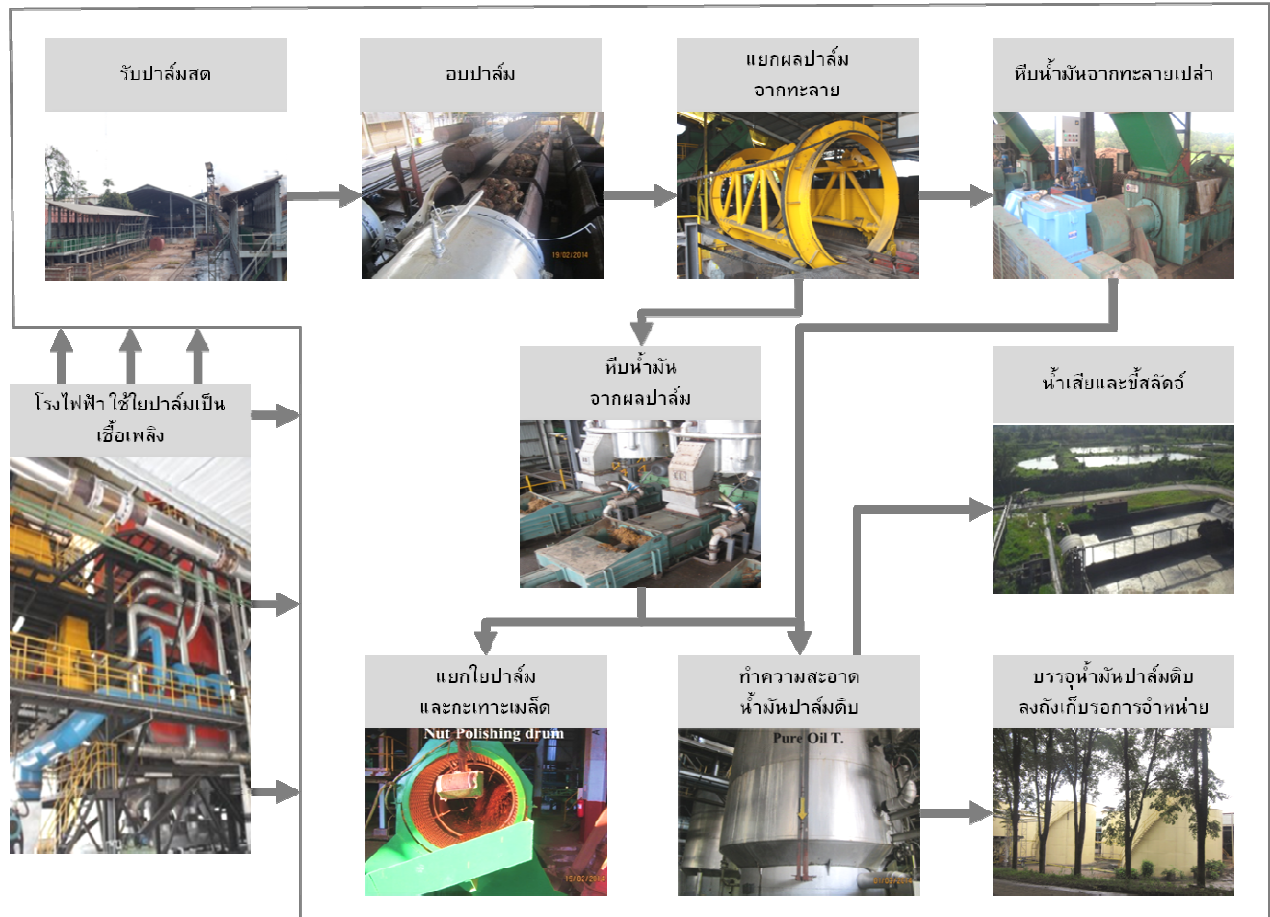 รับปาล์มสด
อบปาล์ม
แยกผลปาล์ม
จากทะลาย
หีบน้ำมันจากทะลายเปล่า
19/02/2014
หีบน้ำมัน
จากผลปาล์ม
น้ำเสียและขี้สลัดจ์
โรงไฟฟ้า ใช้ใยปาล์มเป็น
เชื้อเพลิง
แยกใยปาล์ม
และกะเทาะเมล็ด
Nut Polishing drum
ทำความสะอาด
น้ำมันปาล์มดิบ
Pure Oil T.
บรรจุน้ำมันปาล์มดิบ
ลงถังเก็บรอการจำหน่าย